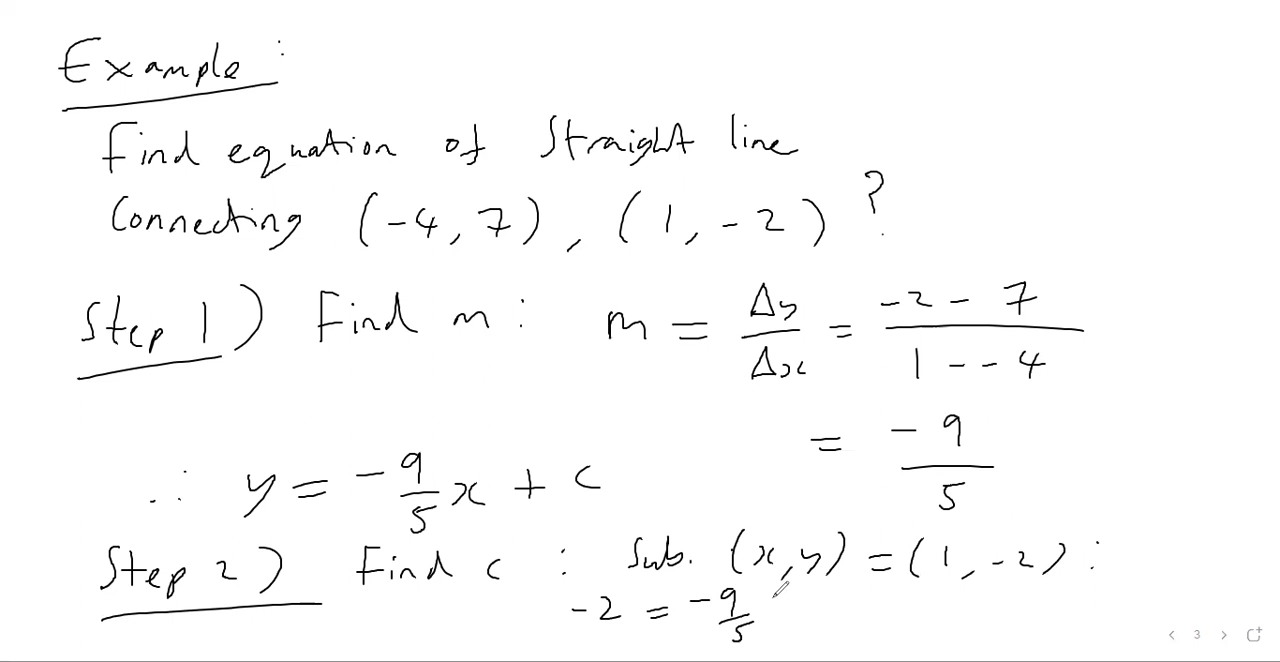 Example:
Find equation of straight line
Connecting (-4, 7), (1, -2) ?
Step 1) Find m: m = Δy/Δx = (-2 - 7)/(1 - -4)
= -9/5
∴ y = -9/5 x + c
Step 2) Find c : Sub. (x,y) = (1, -2):
-2 = -9/5
< 3 >